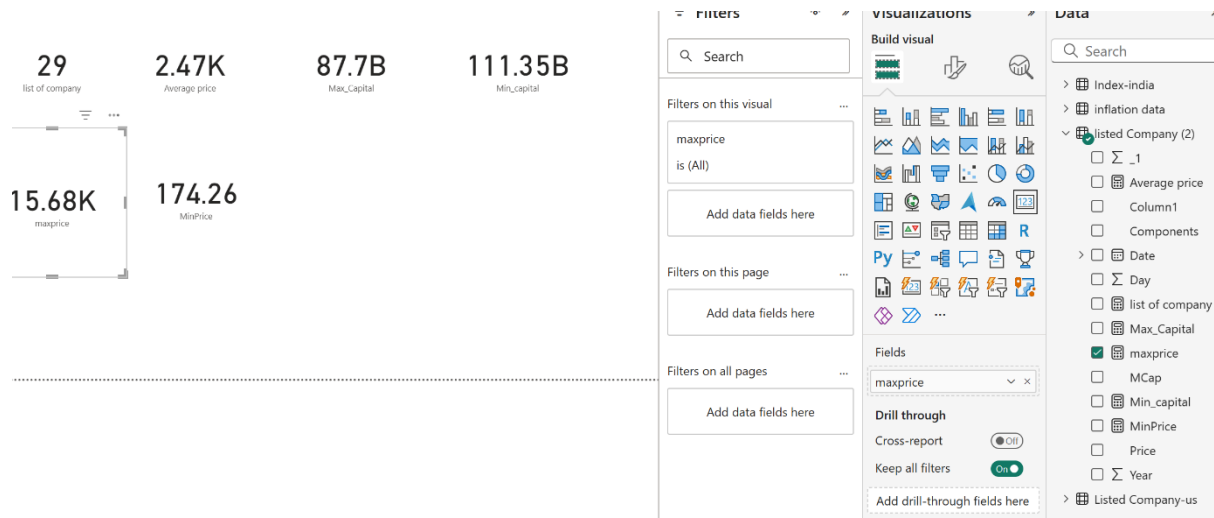 29
list of company
2.47K
Average price
87.7B
Max_Capital
111.35B
Min_capital
15.68K
maxprice
174.26
MinPrice
Filters
Search
Filters on this visual
maxprice
is (All)
Add data fields here
Filters on this page
Add data fields here
Filters on all pages
Add data fields here
Visualizations
Build visual
123
R
Py
123
Fields
maxprice
Drill through
Cross-report
Off
Keep all filters
On
Add drill-through fields here
Data
Search
Index-india
inflation data
listed Company (2)
_1
Average price
Column1
Components
Date
Day
list of company
Max_Capital
maxprice
MCap
Min_capital
MinPrice
Price
Year
Listed Company-us